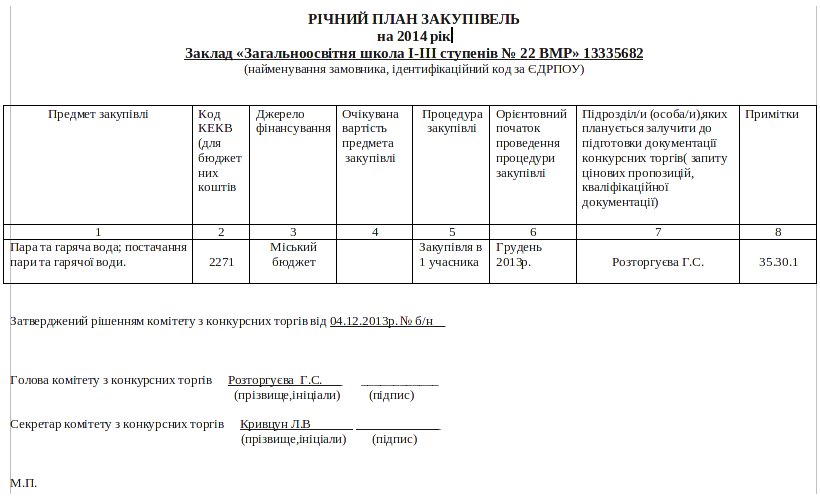 РІЧНИЙ ПЛАН ЗАКУПІВЕЛЬ
на 2014 рік
Заклад «Загальноосвітня школа І-ІІІ ступенів № 22 ВМР» 13335682
(найменування замовника, ідентифікаційний код за ЄДРПОУ)
Предмет закупівлі
Код
КЕКВ
(для
бюджет
них
коштів
Джерело
фінансування
Очікувана
вартість
предмета
закупівлі
Процедура
закупівлі
Орієнтовний
початок
проведення
процедури
закупівлі
Підрозділ/и (особа/и),яких
планується залучити до
підготовки документації
конкурсних торгів( запиту
цінових пропозицій,
кваліфікаційної
документації)
Примітки
1 2 3 4 5 6 7 8
Пара та гаряча вода; постачання
пари та гарячої води.
2271
Міський
бюджет
Закупівля в
1 учасника
Грудень
2013р.
Розторгуєва Г.С.
35.30.1
Затверджений рішенням комітету з конкурсних торгів від 04.12.2013р. № б/н
Голова комітету з конкурсних торгів Розторгуєва Г.С.
(прізвище,ініціали) (підпис)
Секретар комітету з конкурсних торгів Кривцун Л.В
(прізвище,ініціали) (підпис)
М.П.